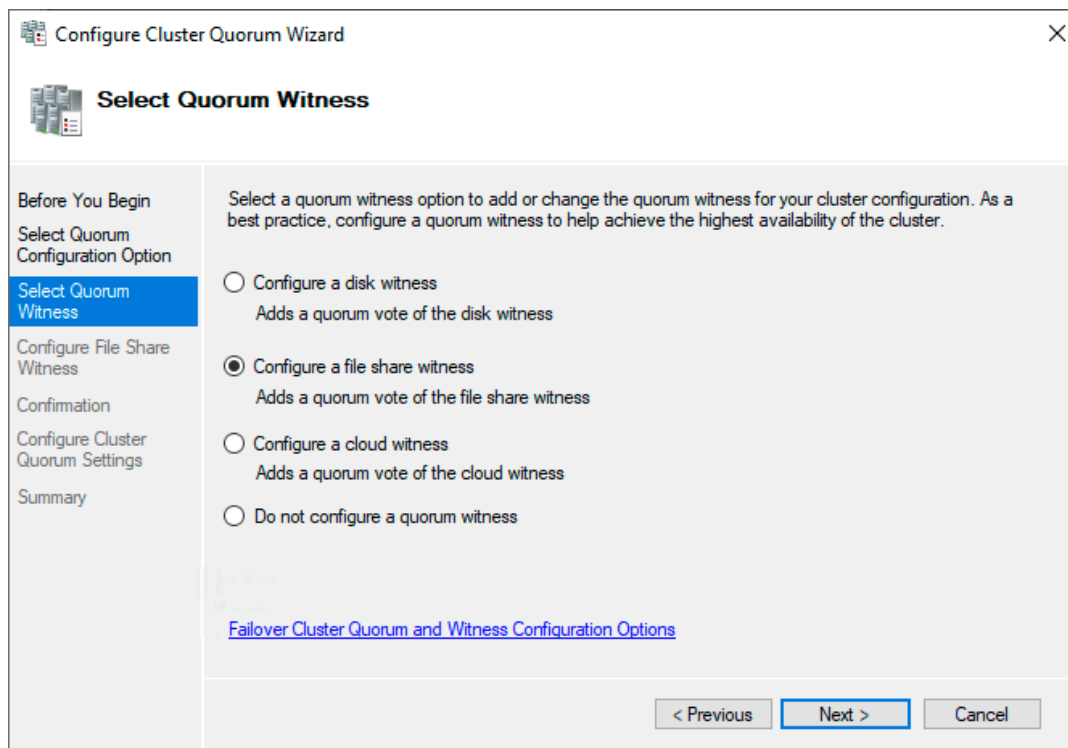 Configure Cluster Quorum Wizard
Select Quorum Witness
Before You Begin
Select Quorum
Configuration Option
Select Quorum
Witness
Configure File Share
Witness
Confirmation
Configure Cluster
Quorum Settings
Summary
Select a quorum witness option to add or change the quorum witness for your cluster configuration. As a
best practice, configure a quorum witness to help achieve the highest availability of the cluster.
Configure a disk witness
Adds a quorum vote of the disk witness
Configure a file share witness
Adds a quorum vote of the file share witness
Configure a cloud witness
Adds a quorum vote of the cloud witness
Do not configure a quorum witness
Failover Cluster Quorum and Witness Configuration Options
< Previous
Next >
Cancel